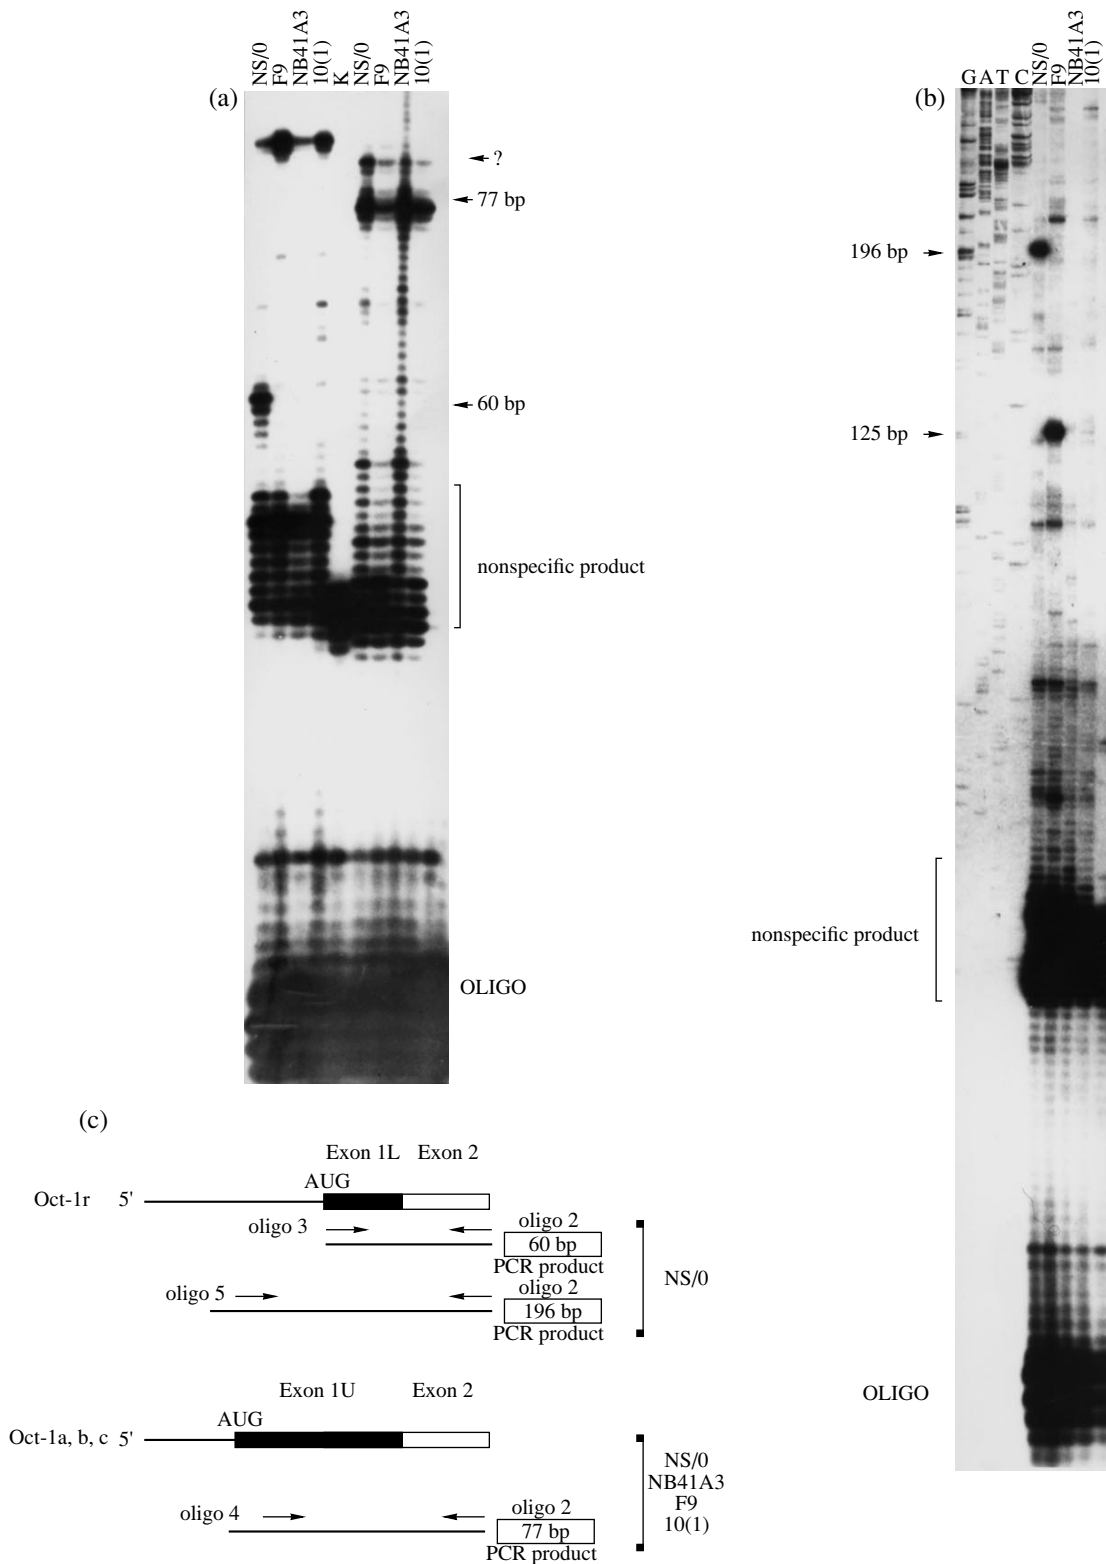 (a)
NS/0
F9
NB41A3
10(1)
K
NS/0
F9
NB41A3
10(1)
?
77 bp
60 bp
nonspecific product
OLIGO
(b)
G A T C
NS/0
F9
NB41A3
10(1)
196 bp
125 bp
nonspecific product
OLIGO
(c)
Exon 1L Exon 2
AUG
Oct-1r 5'
oligo 3 oligo 2
60 bp
PCR product
oligo 5 oligo 2
196 bp
PCR product
NS/0
Exon 1U Exon 2
AUG
Oct-1a, b, c 5'
oligo 4 oligo 2
77 bp
PCR product
NS/0
NB41A3
F9
10(1)